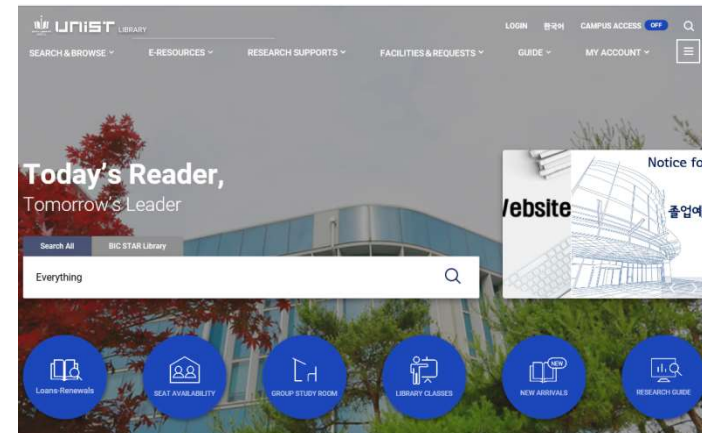 UNIST LIBRARY
LOGIN 한국어 CAMPUS ACCESS OFF
SEARCH & BROWSE E-RESOURCES RESEARCH SUPPORTS FACILITIES & REQUESTS GUIDE MY ACCOUNT
Today's Reader,
Tomorrow's Leader
Notice fo
/ebsite
졸업예
Search All BIC STAR Library
Everything
NEW
Loans·Renewals SEAT AVAILABILITY GROUP STUDY ROOM LIBRARY CLASSES NEW ARRIVALS RESEARCH GUIDE